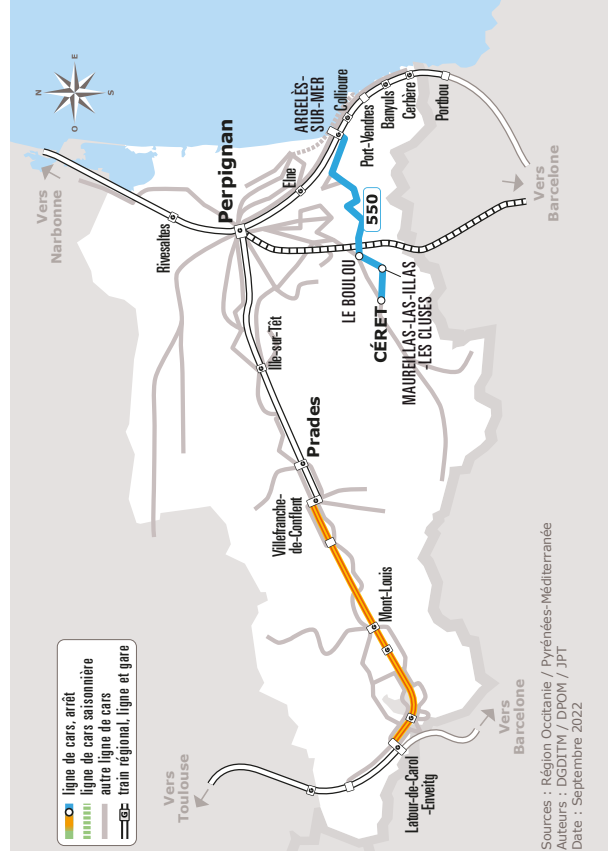 N
E
S
O
ligne de cars, arrêt
ligne de cars saisonnière
autre ligne de cars
train régional, ligne et gare
G
Vers
Narbonne
Rivesaltes
Perpignan
Elne
ARGELÈS-
SUR-MER
Collioure
Port-Vendres
Banyuls
Cerbère
Portbou
Vers
Barcelone
550
LE BOULOU
CÉRET
MAUREILLAS-LAS-ILLAS
-LES CLUSES
Ille-sur-Têt
Prades
Villefranche-
de-Conflent
Mont-Louis
Latour-de-Carol
-Enveitg
Vers
Toulouse
Vers
Barcelone
Sources : Région Occitanie / Pyrénées-Méditerranée
Auteurs : DGDITM / DPOM / JPT
Date : Septembre 2022